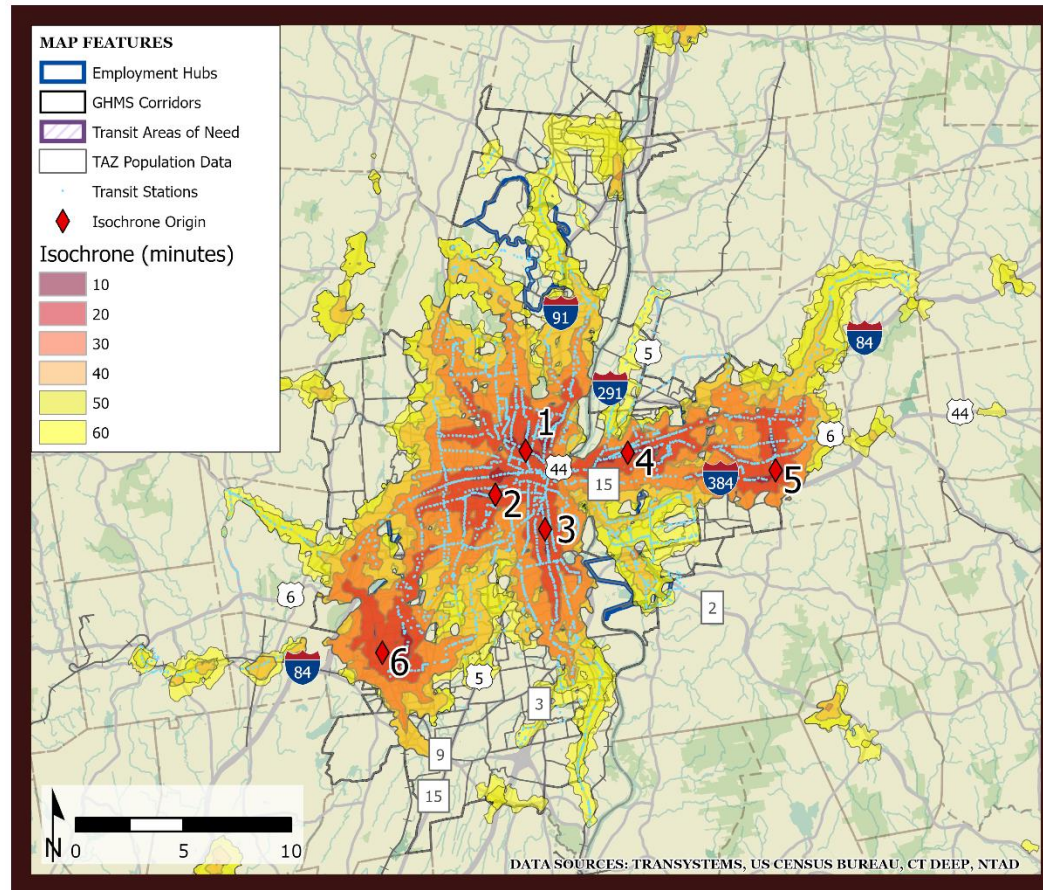 MAP FEATURES
Employment Hubs
GHMS Corridors
Transit Areas of Need
TAZ Population Data
Transit Stations
Isochrone Origin
Isochrone (minutes)
10
20
30
40
50
60
91
5
84
291
44
1
6
4
44
384
5
15
2
3
6
2
6
84
5
3
9
15
N
0 5 10
DATA SOURCES: TRANSYSTEMS, US CENSUS BUREAU, CT DEEP, NTAD